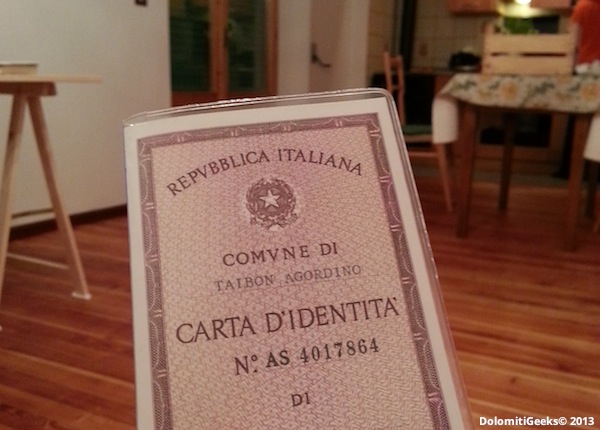 REPVBBLICA ITALIANA
COMVNE DI
TAIBON AGORDINO
CARTA D'IDENTITA'
N.° AS 4017864
DI
DolomitiGeeks© 2013